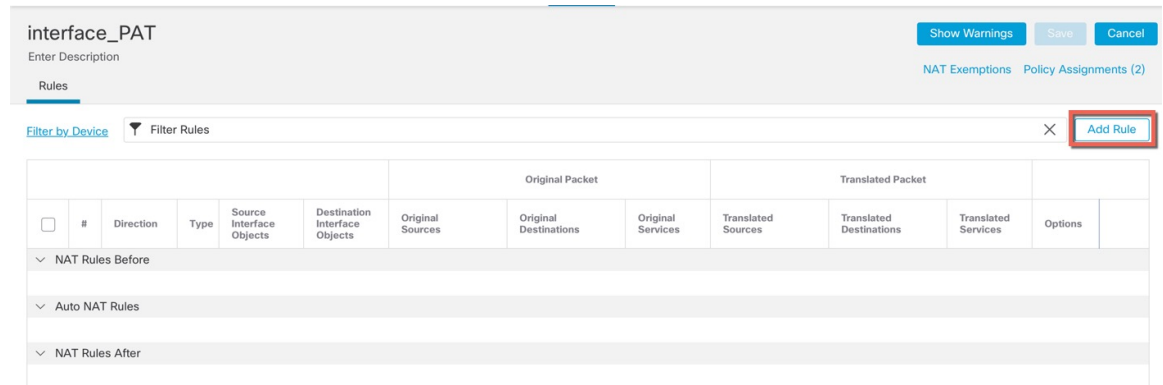 interface_PAT
Show Warnings Save Cancel
Enter Description
NAT Exemptions Policy Assignments (2)
Rules
Filter by Device Filter Rules Add Rule
Original Packet Translated Packet
# Direction Type Source Interface Objects Destination Interface Objects Original Sources Original Destinations Original Services Translated Sources Translated Destinations Translated Services Options
NAT Rules Before
Auto NAT Rules
NAT Rules After